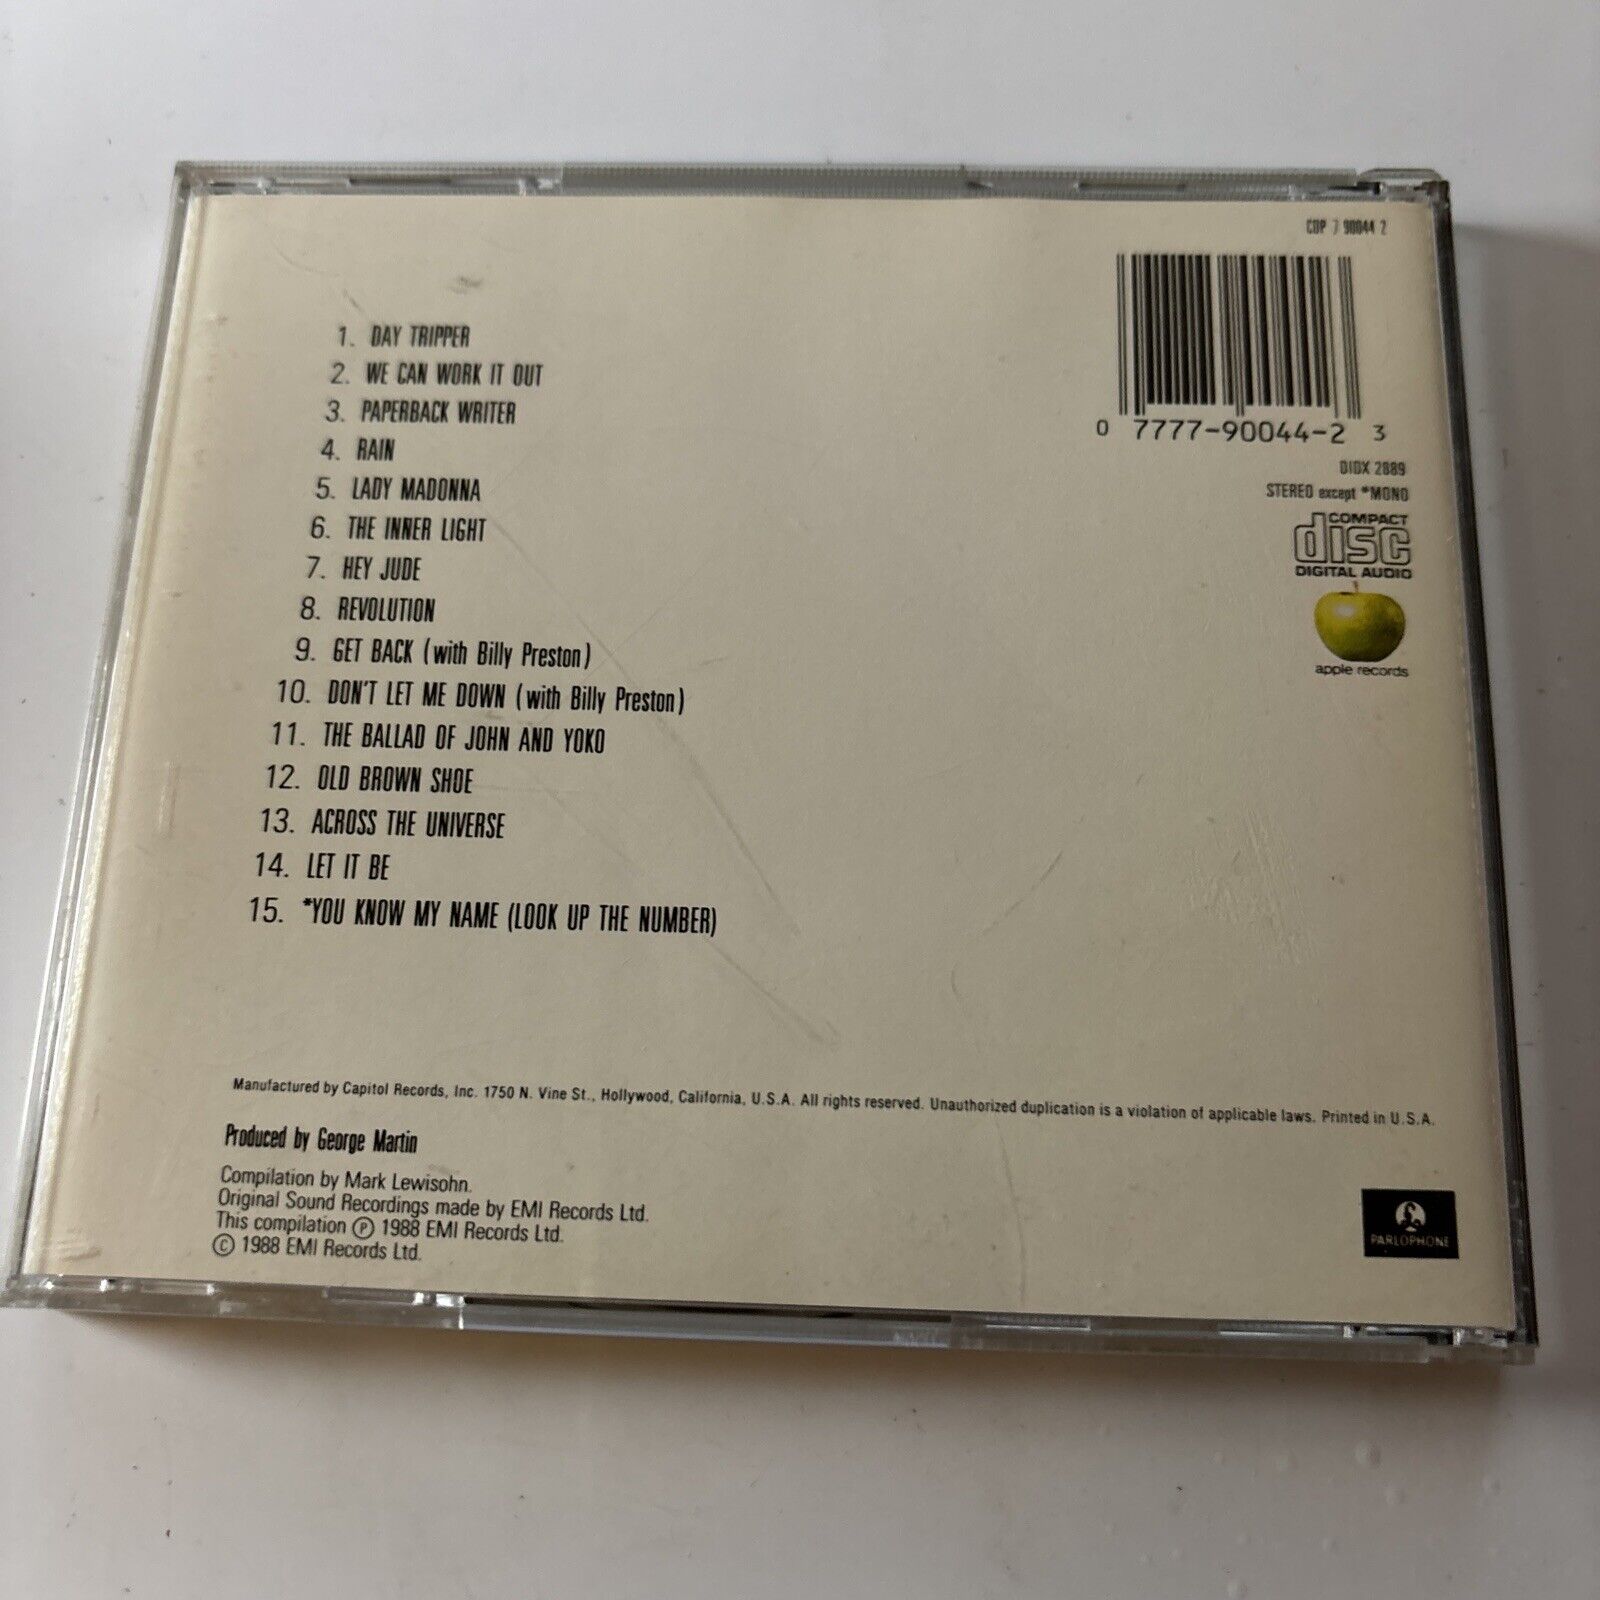 CDP 7 90044 2
0 7777-90044-2 3
DIDX 2889
STEREO except *MONO
COMPACT
disc
DIGITAL AUDIO
apple records
1. DAY TRIPPER
2. WE CAN WORK IT OUT
3. PAPERBACK WRITER
4. RAIN
5. LADY MADONNA
6. THE INNER LIGHT
7. HEY JUDE
8. REVOLUTION
9. GET BACK (with Billy Preston)
10. DON'T LET ME DOWN (with Billy Preston)
11. THE BALLAD OF JOHN AND YOKO
12. OLD BROWN SHOE
13. ACROSS THE UNIVERSE
14. LET IT BE
15. *YOU KNOW MY NAME (LOOK UP THE NUMBER)
Manufactured by Capitol Records, Inc. 1750 N. Vine St., Hollywood, California, U.S.A. All rights reserved. Unauthorized duplication is a violation of applicable laws. Printed in U.S.A.
Produced by George Martin
Compilation by Mark Lewisohn.
Original Sound Recordings made by EMI Records Ltd.
This compilation ℗ 1988 EMI Records Ltd.
© 1988 EMI Records Ltd.
£
PARLOPHONE